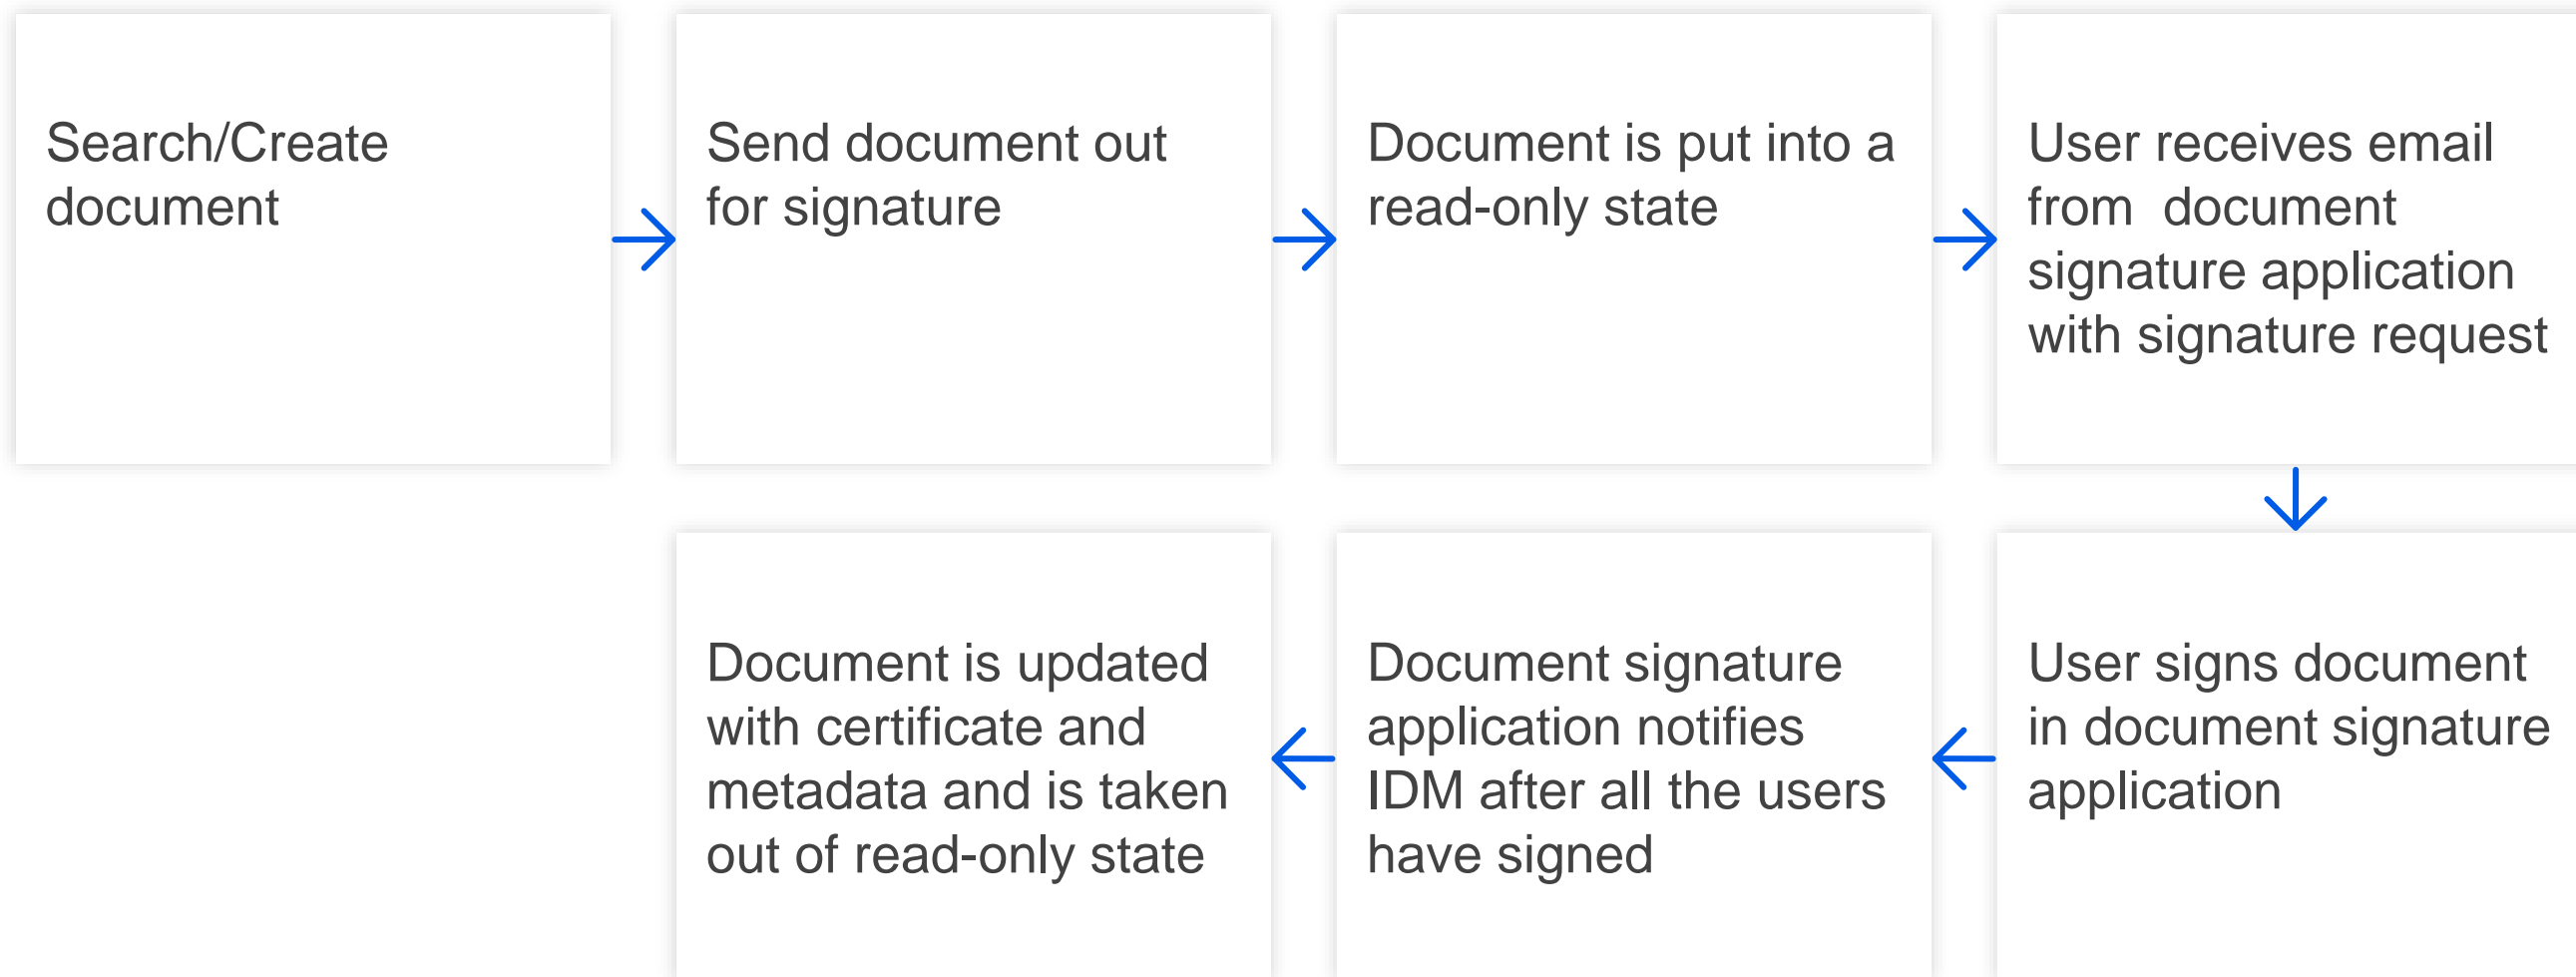 Search/Create
document
Send document out
for signature
Document is put into a
read-only state
User receives email
from  document
signature application
with signature request
User signs document
in document signature
application
Document signature
application notifies
IDM after all the users
have signed
Document is updated
with certificate and
metadata and is taken
out of read-only state